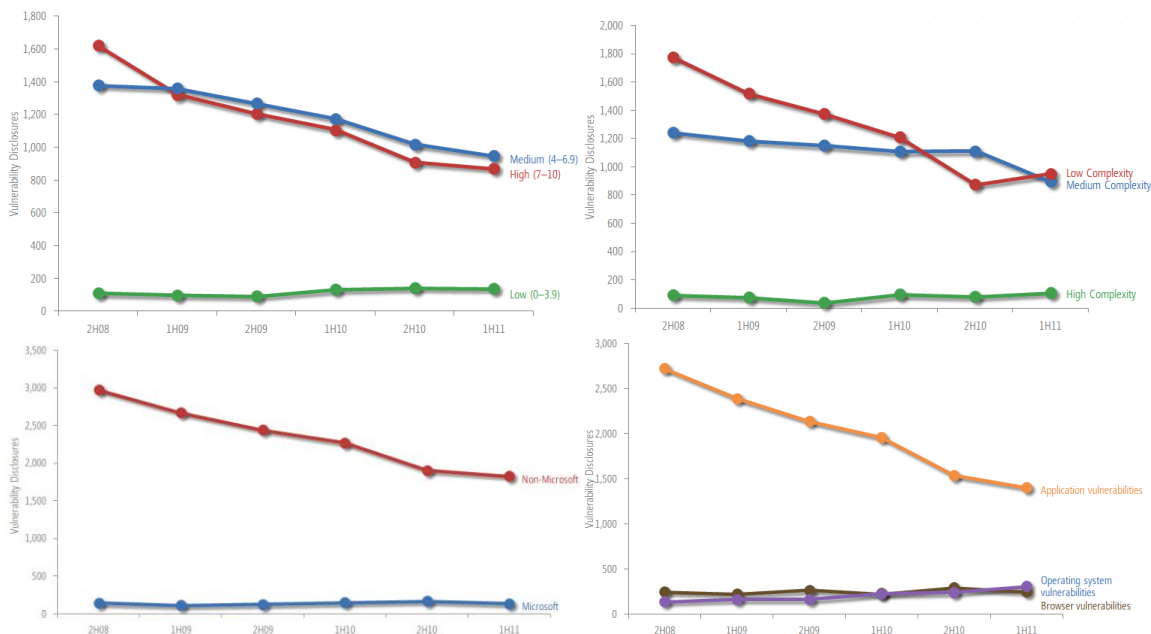 1,800
1,600
1,400
1,200
1,000
800
600
400
200
0
Vulnerability Disclosures
2H08 1H09 2H09 1H10 2H10 1H11
Medium (4–6.9)
High (7–10)
Low (0–3.9)
2,000
1,800
1,600
1,400
1,200
1,000
800
600
400
200
0
Vulnerability Disclosures
2H08 1H09 2H09 1H10 2H10 1H11
Low Complexity
Medium Complexity
High Complexity
3,500
3,000
2,500
2,000
1,500
1,000
500
0
Vulnerability Disclosures
2H08 1H09 2H09 1H10 2H10 1H11
Non-Microsoft
Microsoft
3,000
2,500
2,000
1,500
1,000
500
0
Vulnerability Disclosures
2H08 1H09 2H09 1H10 2H10 1H11
Application vulnerabilities
Operating system
vulnerabilities
Browser vulnerabilities